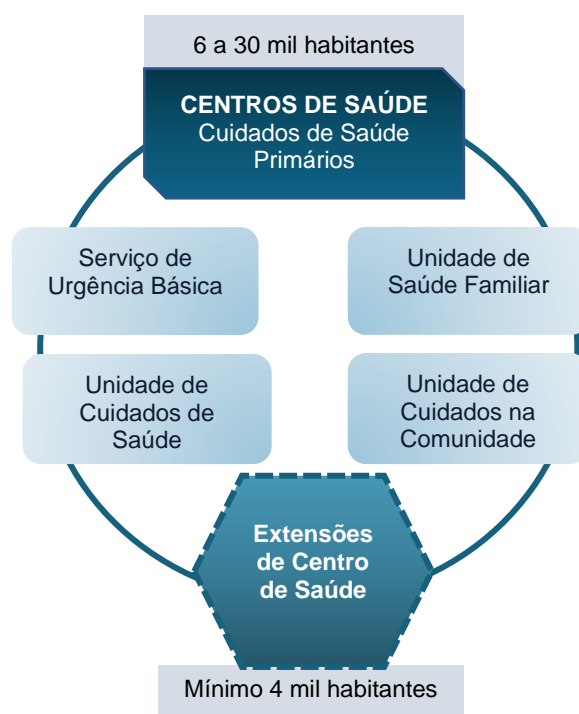 6 a 30 mil habitantes
CENTROS DE SAÚDE
Cuidados de Saúde
Primários
Serviço de
Urgência Básica
Unidade de
Saúde Familiar
Unidade de
Cuidados de
Saúde
Unidade de
Cuidados na
Comunidade
Extensões
de Centro
de Saúde
Mínimo 4 mil habitantes